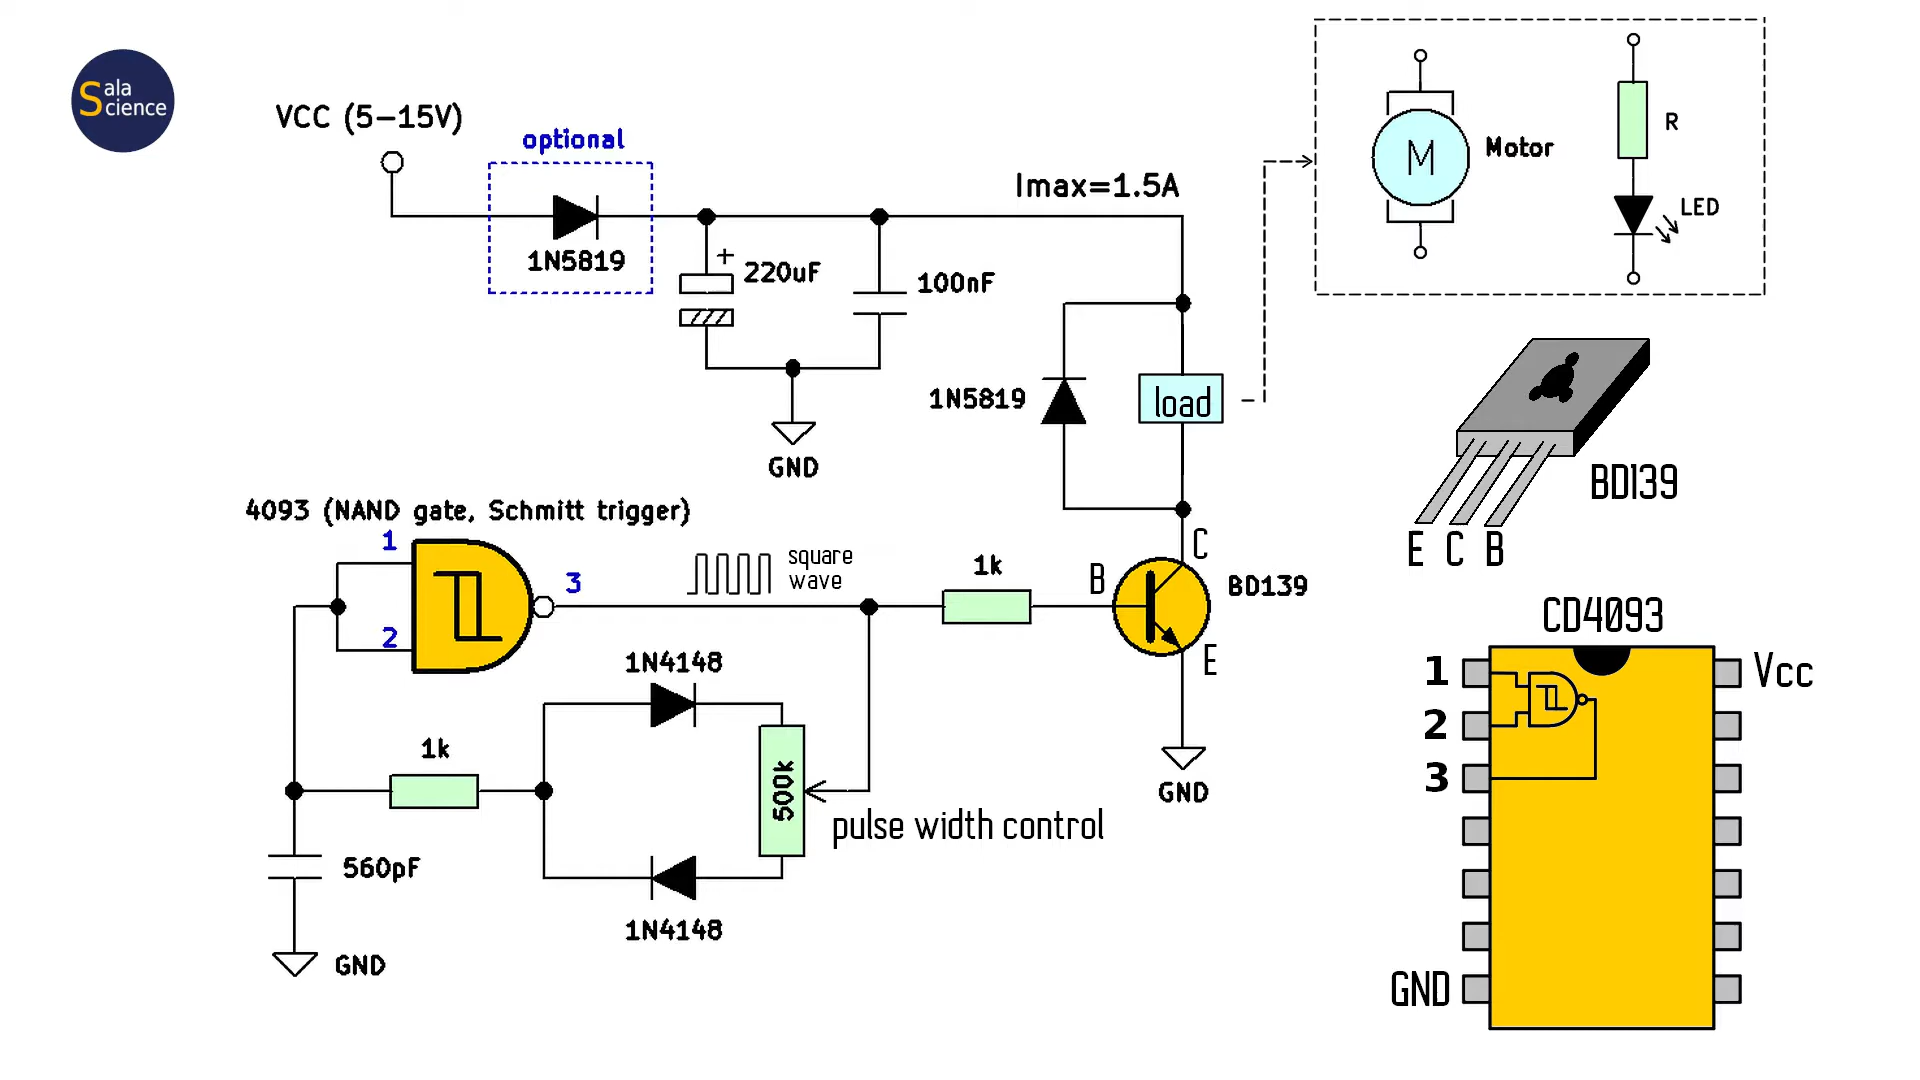 Sala
Science
VCC (5-15V)
optional
1N5819
+
220uF
100nF
GND
Imax=1.5A
1N5819
load
M
Motor
R
LED
BD139
E C B
4093 (NAND gate, Schmitt trigger)
1
2
3
square
wave
1k
B
C
E
BD139
GND
1N4148
1k
500k
pulse width control
560pF
1N4148
GND
CD4093
1
2
3
Vcc
GND